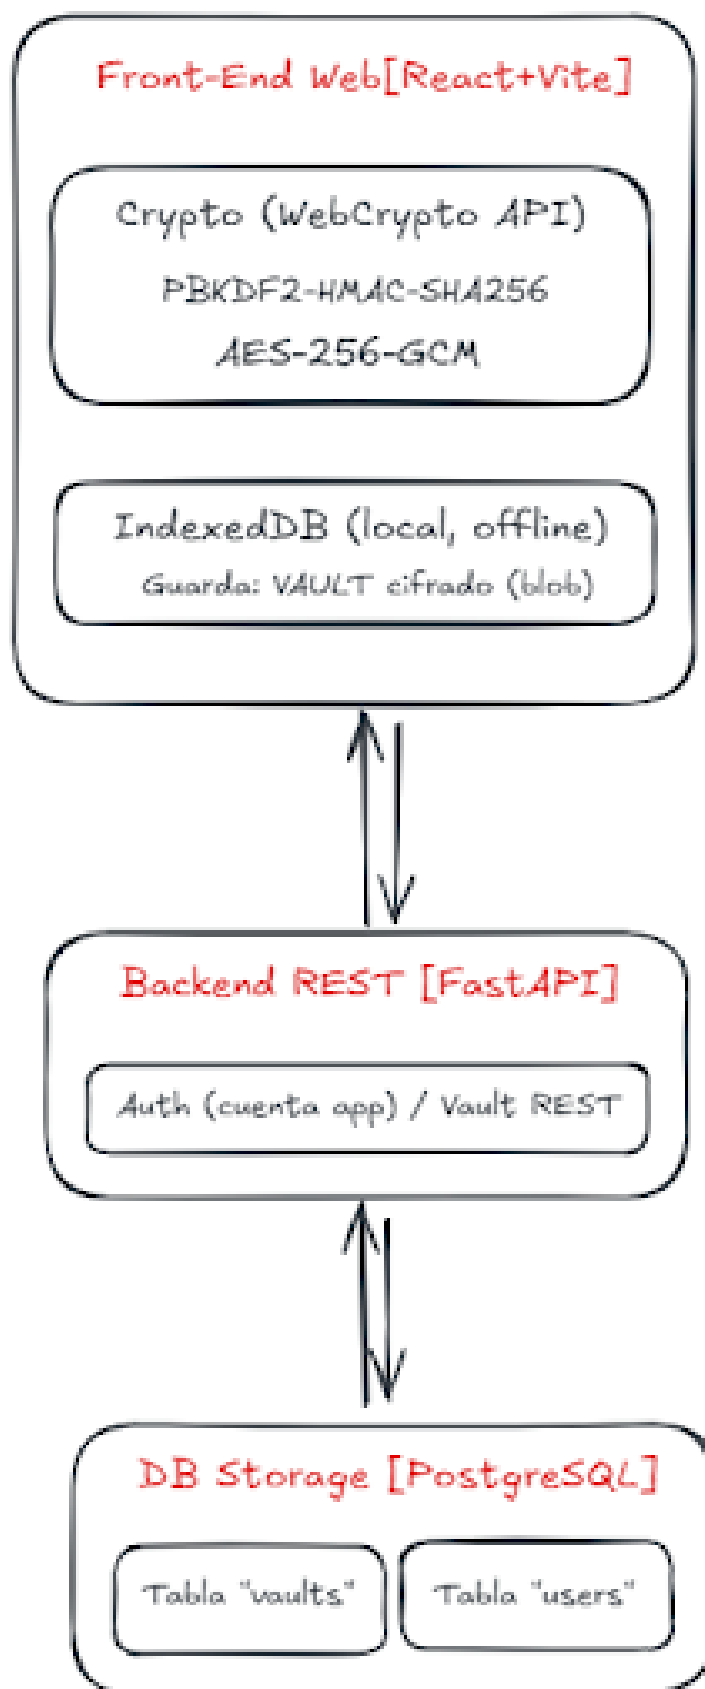 Front-End Web[React+Vite]
Crypto (WebCrypto API)
PBKDF2-HMAC-SHA256
AES-256-GCM
IndexedDB (local, offline)
Guarda: VAULT cifrado (blob)
Backend REST [FastAPI]
Auth (cuenta app) / Vault REST
DB Storage [PostgreSQL]
Tabla "vaults"
Tabla "users"